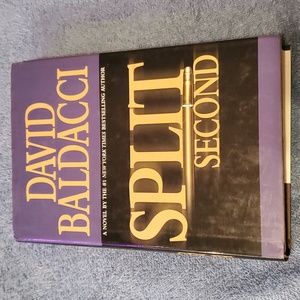 DAVID
BALDACCI
A NOVEL BY THE #1 NEW YORK TIMES BESTSELLING AUTHOR
SPLIT
SECOND